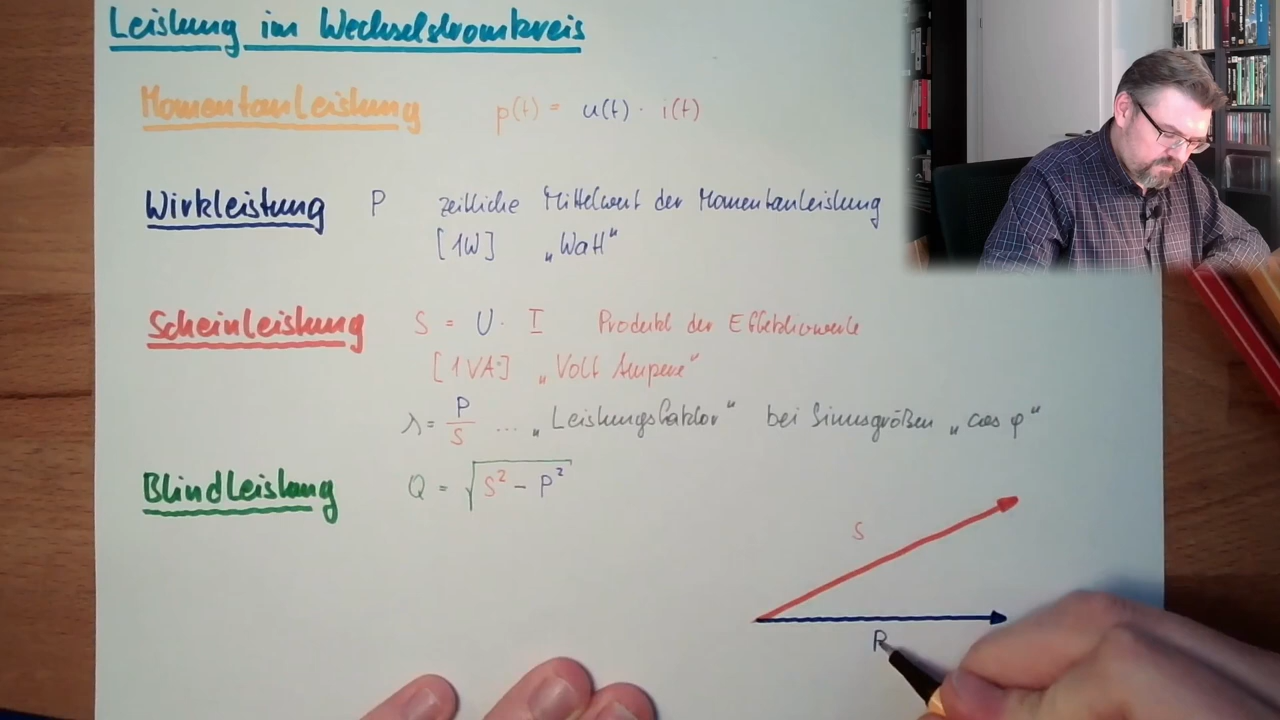 Leistung im Wechselstromkreis
Momentanleistung p(t) = u(t) · i(t)
Wirkleistung P zeitliche Mittelwert der Momentanleistung
[1W] „Watt“
Scheinleistung S = U · I Produkt der Effektivwerte
[1VA] „Volt Ampere“
λ = P/S ... „Leistungsfaktor“ bei Sinusgrößen „cos φ“
Blindleistung Q = √(S² - P²)
S
P